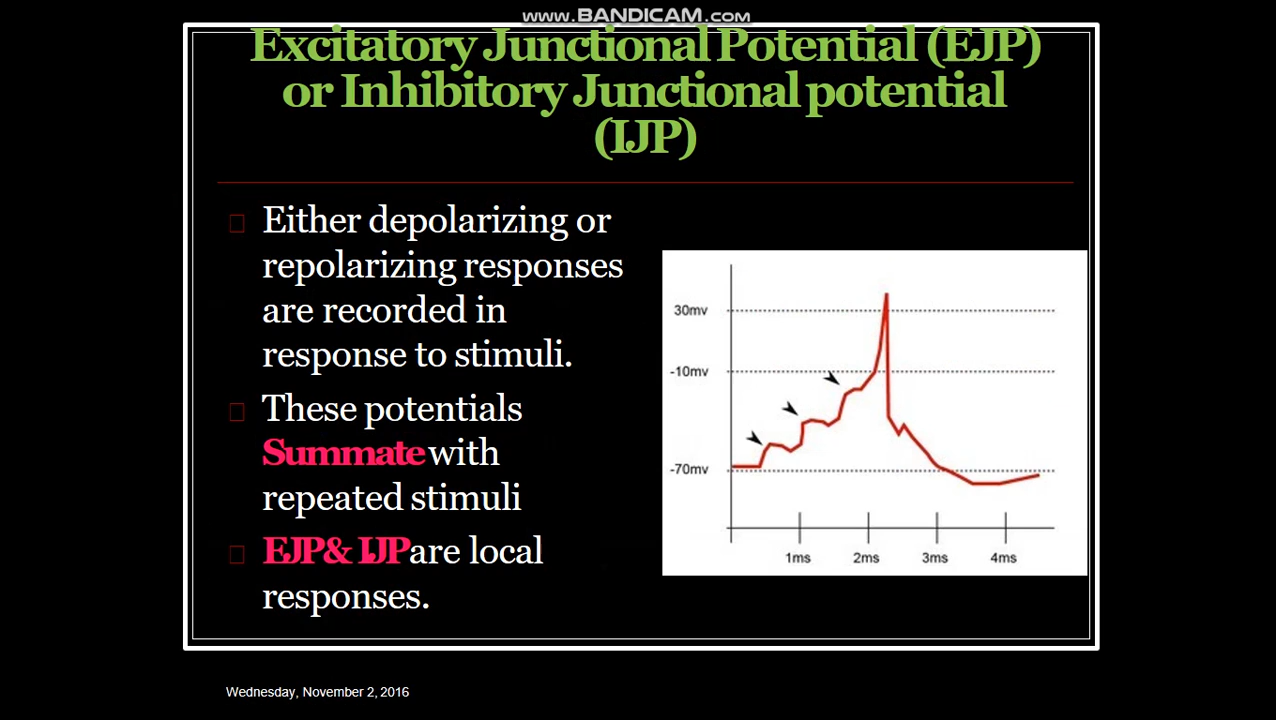 www.BANDICAM.com
Excitatory Junctional Potential (EJP)
or Inhibitory Junctional potential
(IJP)
Either depolarizing or
repolarizing responses
are recorded in
response to stimuli.
These potentials
Summate with
repeated stimuli
EJP& IJP are local
responses.
30mv
-10mv
-70mv
1ms 2ms 3ms 4ms
Wednesday, November 2, 2016